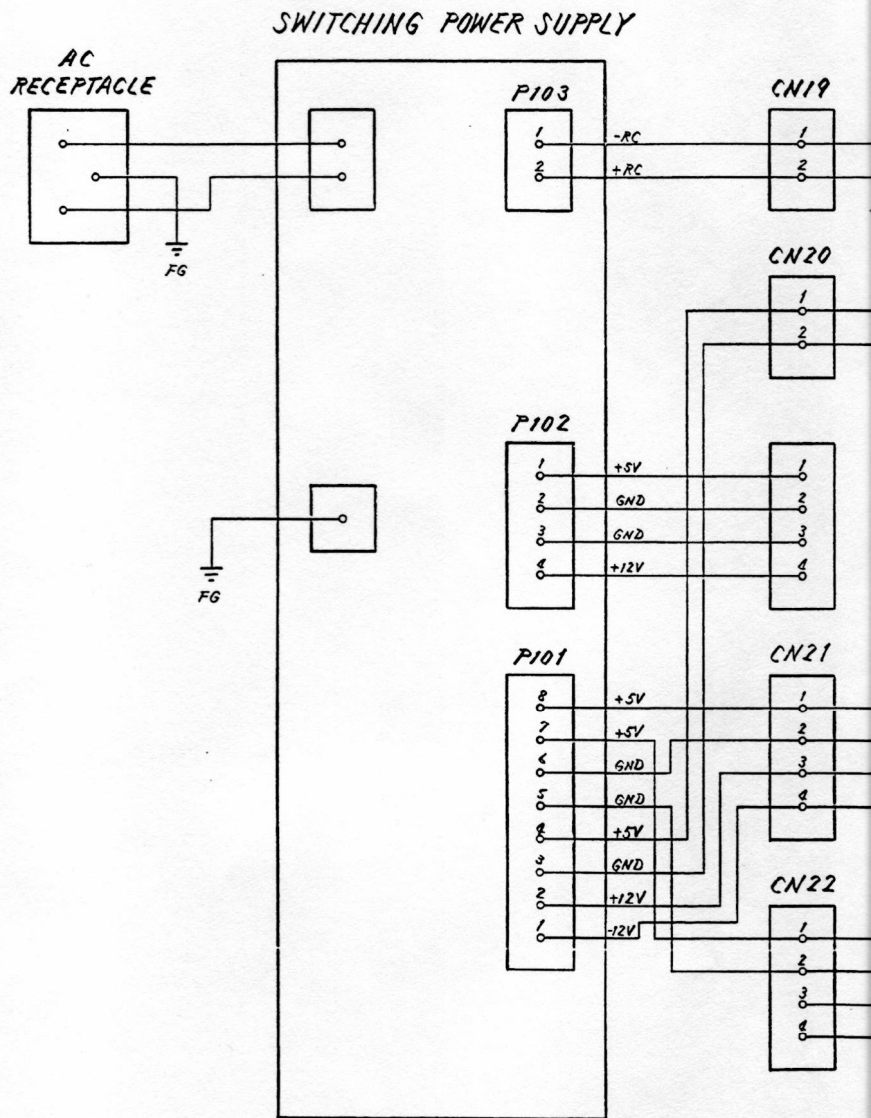 SWITCHING POWER SUPPLY
AC
RECEPTACLE
FG
FG
P103
1 -RC
2 +RC
CN19
1
2
CN20
1
2
P102
1 +5V
2 GND
3 GND
4 +12V
1
2
3
4
P101
8 +5V
7 +5V
6 GND
5 GND
4 +5V
3 GND
2 +12V
1 -12V
CN21
1
2
3
4
CN22
1
2
3
4